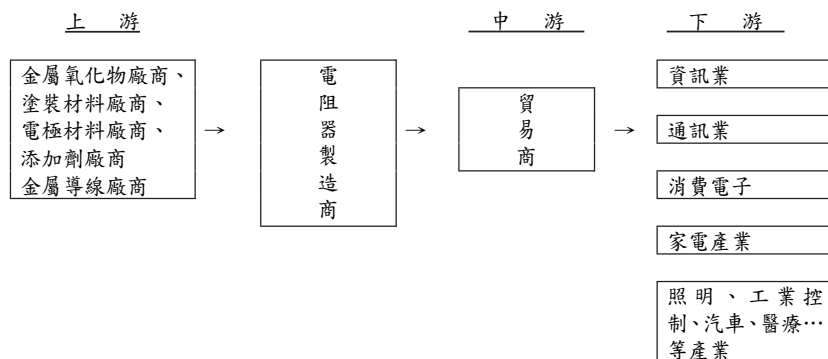 上 游
中 游
下 游
金屬氧化物廠商、
塗裝材料廠商、
電極材料廠商、
添加劑廠商
金屬導線廠商
→
電
阻
器
製
造
商
→
貿
易
商
→
資訊業
通訊業
消費電子
家電產業
照明、工業控
制、汽車、醫療…
等產業